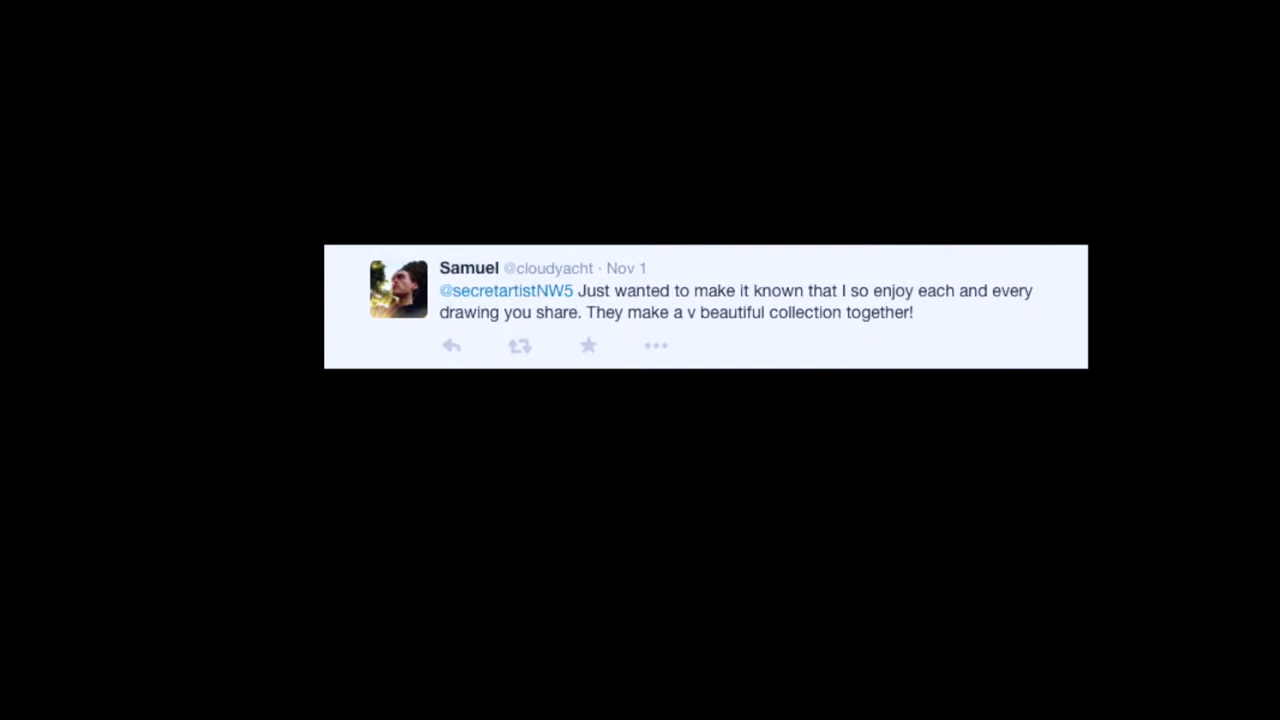 Samuel @cloudyacht · Nov 1
@secretartistNW5 Just wanted to make it known that I so enjoy each and every
drawing you share. They make a v beautiful collection together!